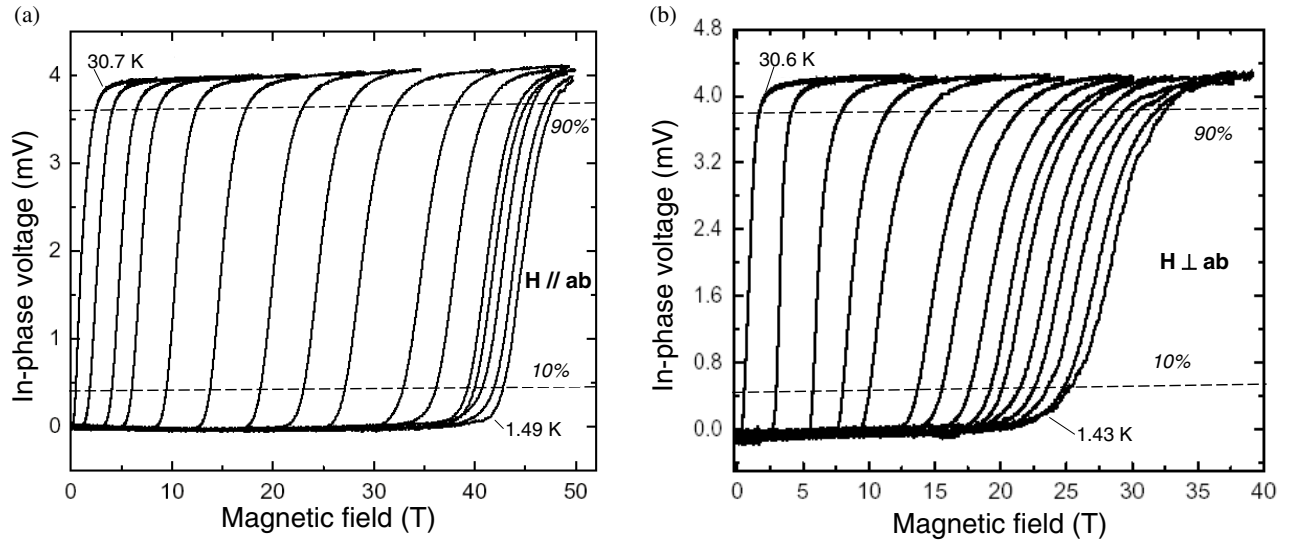 (a)
In-phase voltage (mV)
4
3
2
1
0
30.7 K
90%
H // ab
10%
1.49 K
0
10
20
30
40
50
Magnetic field (T)
(b)
In-phase voltage (mV)
4.8
4.0
3.2
2.4
1.6
0.8
0.0
30.6 K
90%
H ⊥ ab
10%
1.43 K
0
5
10
15
20
25
30
35
40
Magnetic field (T)